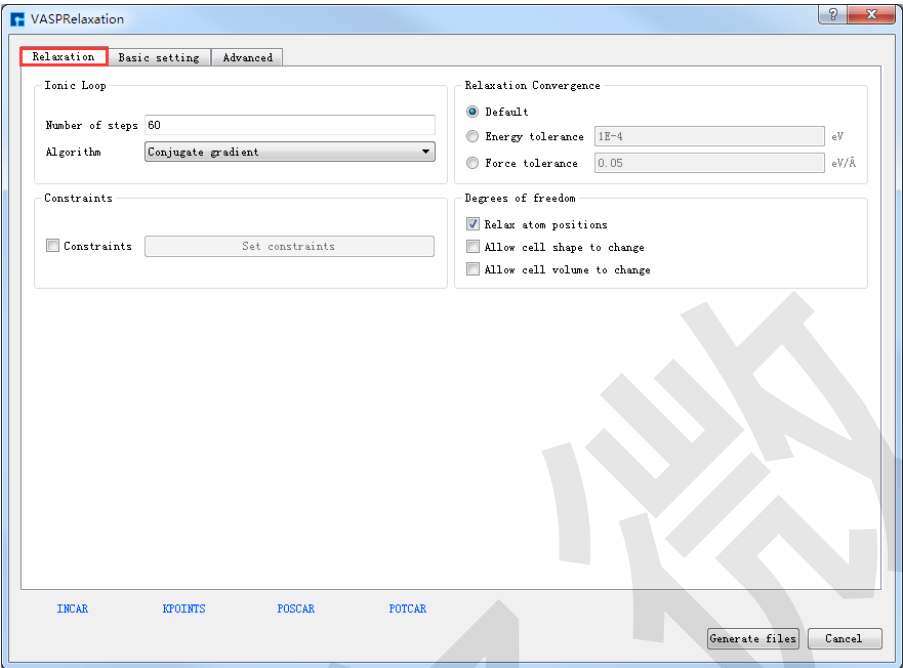 VASPRelaxation
Relaxation Basic setting Advanced
Ionic Loop
Number of steps 60
Algorithm Conjugate gradient
Relaxation Convergence
Default
Energy tolerance 1E-4 eV
Force tolerance 0.05 eV/Å
Constraints
Constraints Set constraints
Degrees of freedom
Relax atom positions
Allow cell shape to change
Allow cell volume to change
INCAR KPOINTS POSCAR POTCAR
Generate files Cancel
微